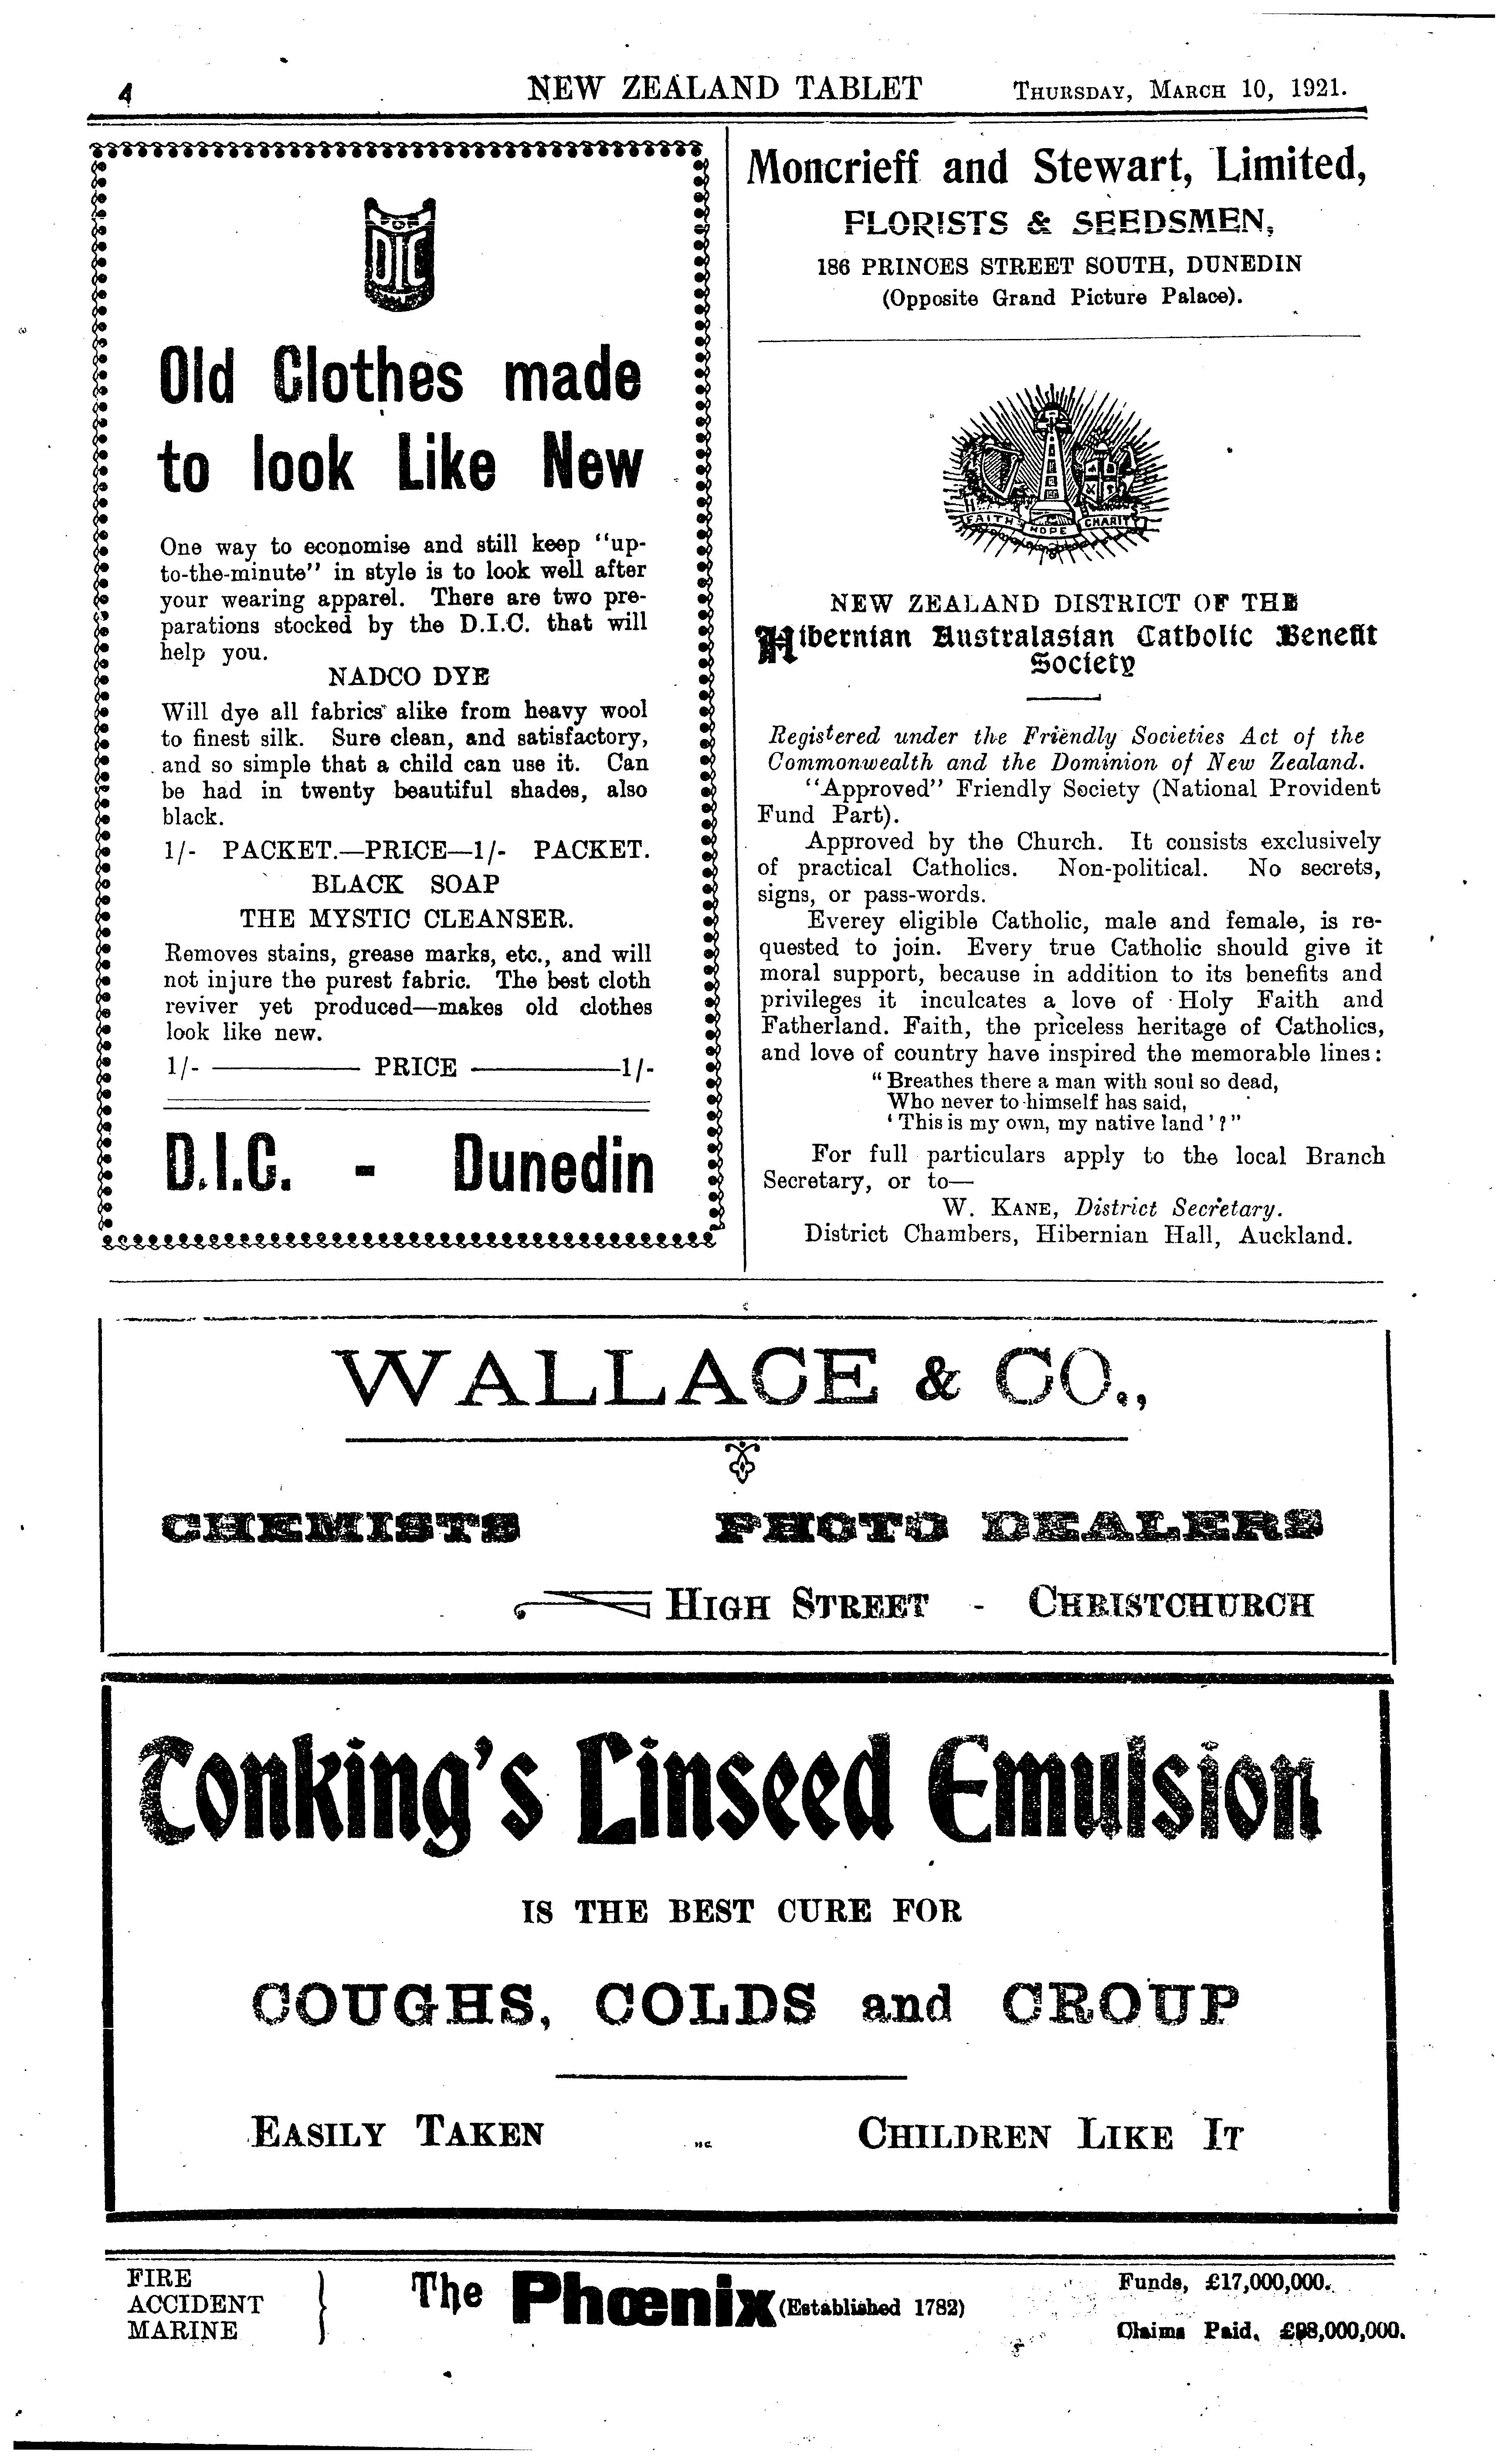 4
NEW ZEALAND TABLET
THURSDAY, MARCH 10, 1921.
OF
DIC
Old Clothes made
to look Like New
One way to economise and still keep "up-
to-the-minute" in style is to look well after
your wearing apparel. There are two pre-
parations stocked by the D.I.C. that will
help you.
NADCO DYE
Will dye all fabrics alike from heavy wool
to finest silk. Sure clean, and satisfactory,
and so simple that a child can use it. Can
be had in twenty beautiful shades, also
black.
1/- PACKET.—PRICE—1/- PACKET.
BLACK SOAP
THE MYSTIC CLEANSER.
Removes stains, grease marks, etc., and will
not injure the purest fabric. The best cloth
reviver yet produced—makes old clothes
look like new.
1/- ——— PRICE ———1/-
D.I.C. - Dunedin
Moncrieff and Stewart, Limited,
FLORISTS & SEEDSMEN,
186 PRINCES STREET SOUTH, DUNEDIN
(Opposite Grand Picture Palace).
FAITH HOPE CHARITY
NEW ZEALAND DISTRICT OF THE
Hibernian Australasian Catholic Benefit
Society
Registered under the Friendly Societies Act of the
Commonwealth and the Dominion of New Zealand.
"Approved" Friendly Society (National Provident
Fund Part).
Approved by the Church. It consists exclusively
of practical Catholics. Non-political. No secrets,
signs, or pass-words.
Everey eligible Catholic, male and female, is re-
quested to join. Every true Catholic should give it
moral support, because in addition to its benefits and
privileges it inculcates a love of Holy Faith and
Fatherland. Faith, the priceless heritage of Catholics,
and love of country have inspired the memorable lines:
"Breathes there a man with soul so dead,
Who never to himself has said,
'This is my own, my native land'?"
For full particulars apply to the local Branch
Secretary, or to—
W. KANE, District Secretary.
District Chambers, Hibernian Hall, Auckland.
WALLACE & CO.,
CHEMISTS PHOTO DEALERS
HIGH STREET - CHRISTCHURCH
Tonking's Linseed Emulsion
IS THE BEST CURE FOR
COUGHS, COLDS and CROUP
EASILY TAKEN
CHILDREN LIKE IT
FIRE
ACCIDENT
MARINE
The Phœnix (Established 1782)
Funds, £17,000,000.
Claims Paid,